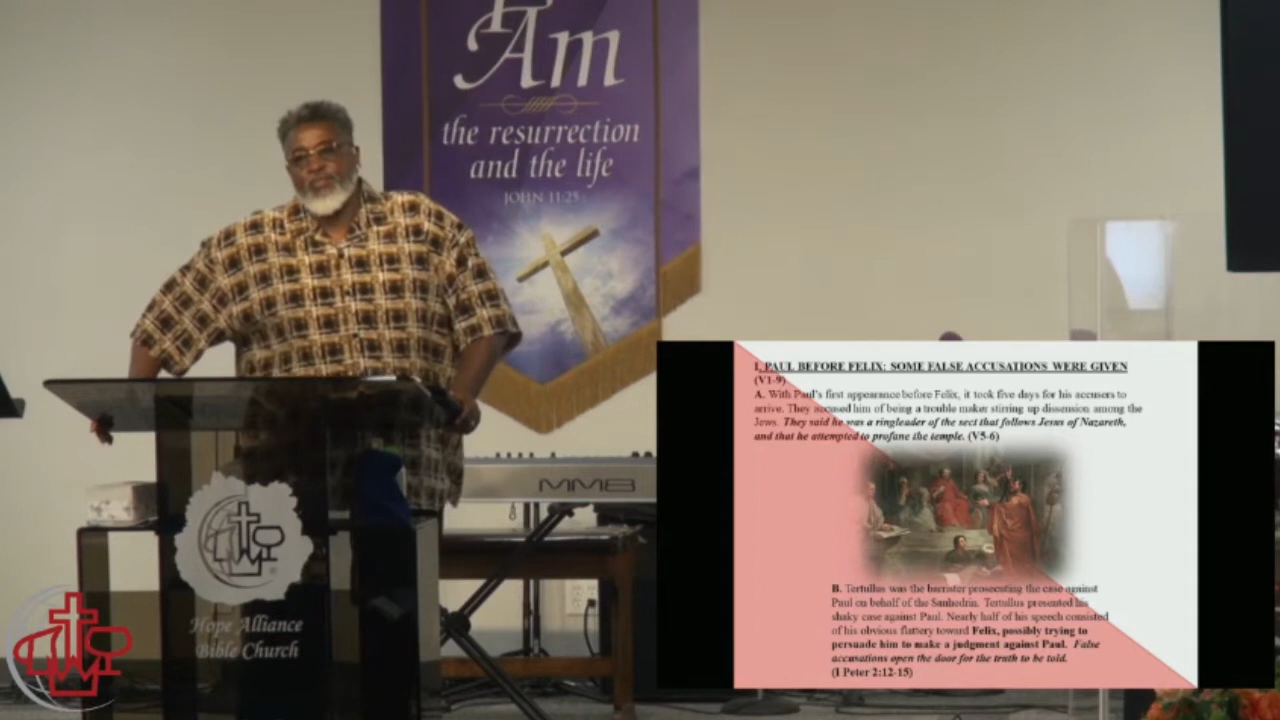 I Am
the resurrection
and the life
JOHN 11:25
I. PAUL BEFORE FELIX: SOME FALSE ACCUSATIONS WERE GIVEN
(V1-9)
A. With Paul's first appearance before Felix, it took five days for his accusers to
arrive. They accused him of being a trouble maker stirring up dissension among the
Jews. They said he was a ringleader of the sect that follows Jesus of Nazareth,
and that he attempted to profane the temple. (V5-6)
MM8
B. Tertullus was the barrister prosecuting the case against
Paul on behalf of the Sanhedrin. Tertullus presented his
shaky case against Paul. Nearly half of his speech consisted
of his obvious flattery toward Felix, possibly trying to
persuade him to make a judgment against Paul. False
accusations open the door for the truth to be told.
(I Peter 2:12-15)
Hope Alliance
Bible Church